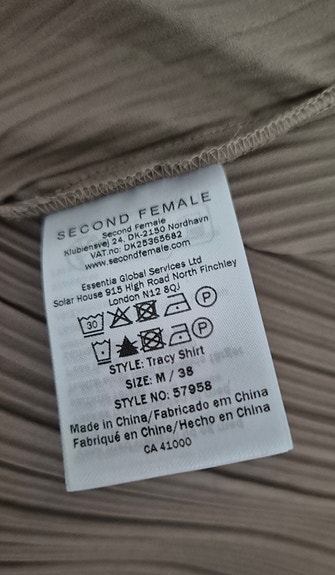 SECOND FEMALE
Second Female
Klubiensvej 24, DK-2150 Nordhavn
VAT no: DK25365682
www.secondfemale.com
Essentia Global Services Ltd
Solar House 915 High Road North Finchley
London N12 8QJ
30 P
P
STYLE: Tracy Shirt
SIZE: M / 38
STYLE NO: 57958
Made in China/Fabricado em China
Fabriqué en Chine/Hecho en China
CA 41000